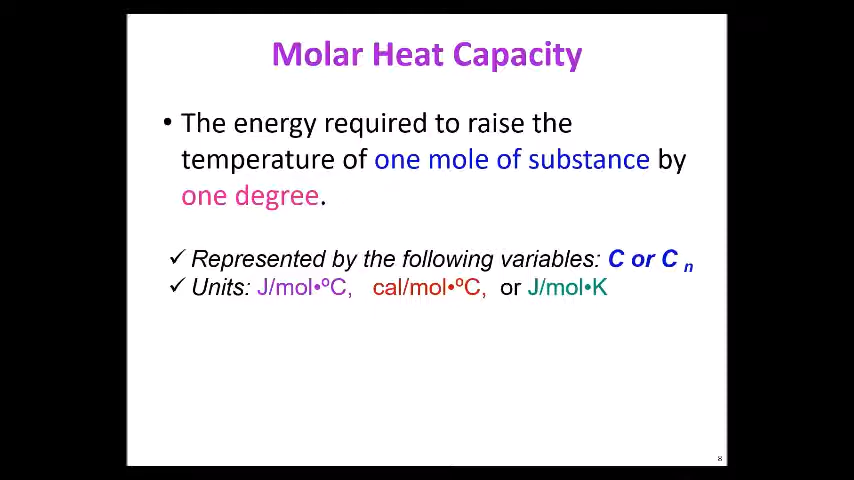 Molar Heat Capacity
• The energy required to raise the
temperature of one mole of substance by
one degree.
✓ Represented by the following variables: C or C n
✓ Units: J/mol•ºC, cal/mol•ºC, or J/mol•K
8